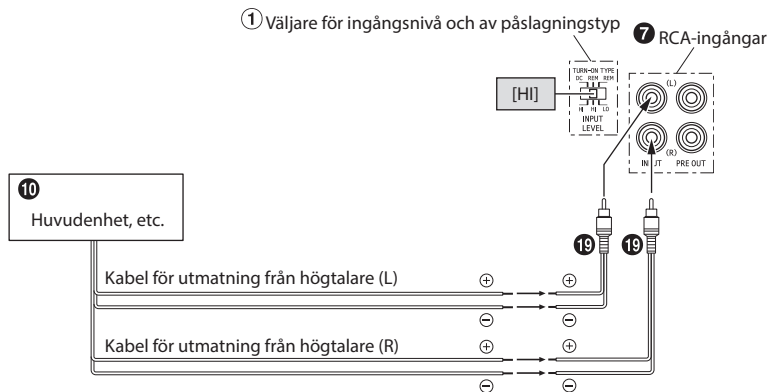 ① Väljare för ingångsnivå och av påslagningstyp
❼ RCA-ingångar
TURN-ON TYPE
DC REM REM
[HI]
HI HI LO
INPUT
LEVEL
(L)
(R)
INPUT PRE OUT
❿
Huvudenhet, etc.
⓳ ⓳
Kabel för utmatning från högtalare (L)
⊕ ⊕
⊖ ⊖
Kabel för utmatning från högtalare (R)
⊕ ⊕
⊖ ⊖